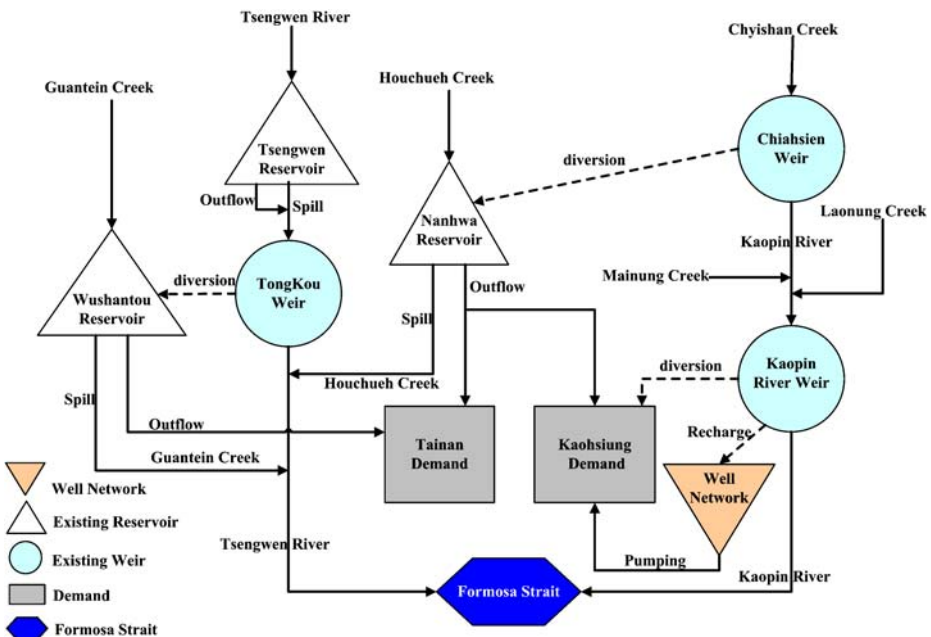 Tsengwen River
Chyishan Creek
Guantein Creek
Houchueh Creek
Tsengwen
Reservoir
Chiahsien
Weir
diversion
Outflow
Spill
Nanhwa
Reservoir
Laonung Creek
Kaopin River
diversion
TongKou
Weir
Mainung Creek
Outflow
Wushantou
Reservoir
Spill
Kaopin
River Weir
diversion
Houchueh Creek
Spill
Outflow
Tainan
Demand
Kaohsiung
Demand
Recharge
Guantein Creek
Well
Network
Well Network
Existing Reservoir
Tsengwen River
Existing Weir
Pumping
Kaopin River
Demand
Formosa Strait
Formosa Strait